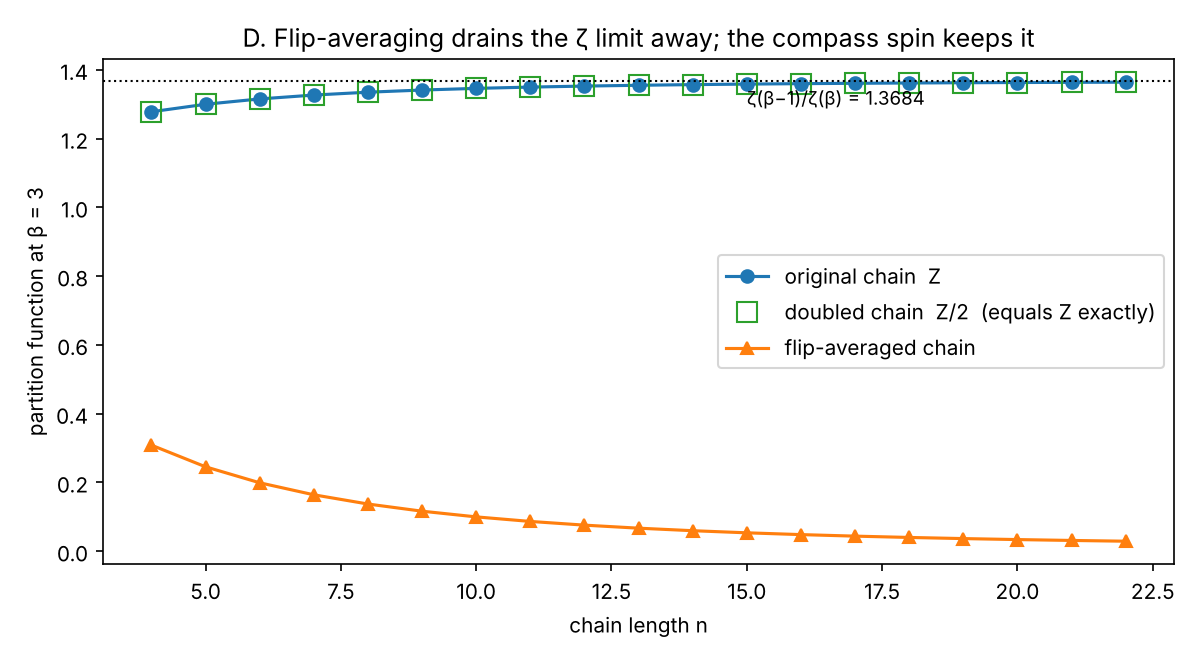 D. Flip-averaging drains the ζ limit away; the compass spin keeps it
partition function at β = 3
1.4
1.2
1.0
0.8
0.6
0.4
0.2
0.0
ζ(β−1)/ζ(β) = 1.3684
original chain  Z
doubled chain  Z/2  (equals Z exactly)
flip-averaged chain
5.0
7.5
10.0
12.5
15.0
17.5
20.0
22.5
chain length n